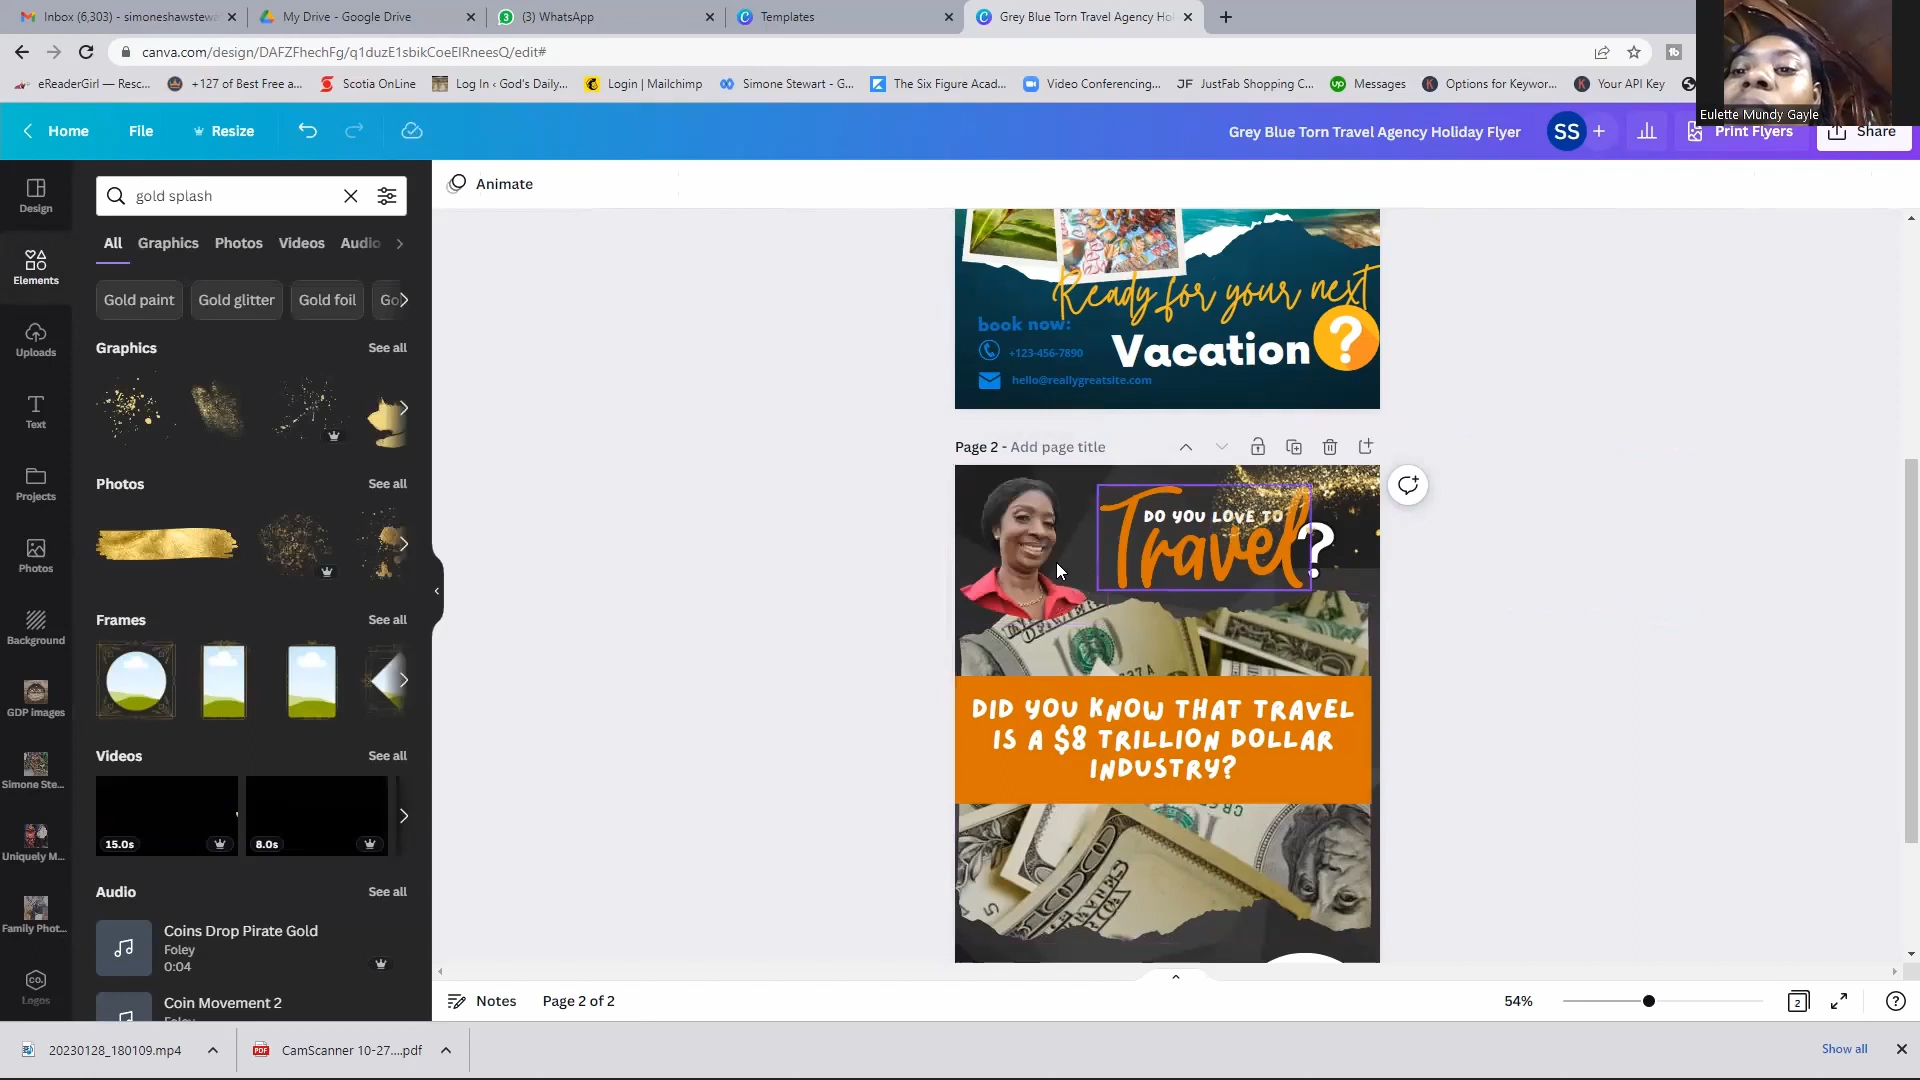 Inbox (6,303) - simoneshawstewa
My Drive - Google Drive
(3) WhatsApp
Templates
Grey Blue Torn Travel Agency Ho
canva.com/design/DAFZFhechFg/q1duzE1sbikCoeElRneesQ/edit#
eReaderGirl — Resc...
+127 of Best Free a...
Scotia OnLine
Log In ‹ God's Daily...
Login | Mailchimp
Simone Stewart - G...
The Six Figure Acad...
Video Conferencing...
JF JustFab Shopping C...
up Messages
Options for Keywor...
Your API Key
Eulette Mundy Gayle
Home
File
Resize
Grey Blue Torn Travel Agency Holiday Flyer
SS
Print Flyers
Share
Design
Elements
Uploads
Text
Projects
Photos
Background
GDP images
Simone Ste...
Uniquely M...
Family Phot...
Logos
gold splash
All
Graphics
Photos
Videos
Audio
Gold paint
Gold glitter
Gold foil
Go
Graphics
See all
Photos
See all
Frames
See all
Videos
See all
15.0s
8.0s
Audio
See all
Coins Drop Pirate Gold
Foley
0:04
Coin Movement 2
Animate
Ready for your next
book now:
Vacation ?
+123-456-7890
hello@reallygreatsite.com
Page 2 - Add page title
DO YOU LOVE TO
Travel?
DID YOU KNOW THAT TRAVEL
IS A $8 TRILLION DOLLAR
INDUSTRY?
Notes
Page 2 of 2
54%
2
20230128_180109.mp4
CamScanner 10-27....pdf
Show all